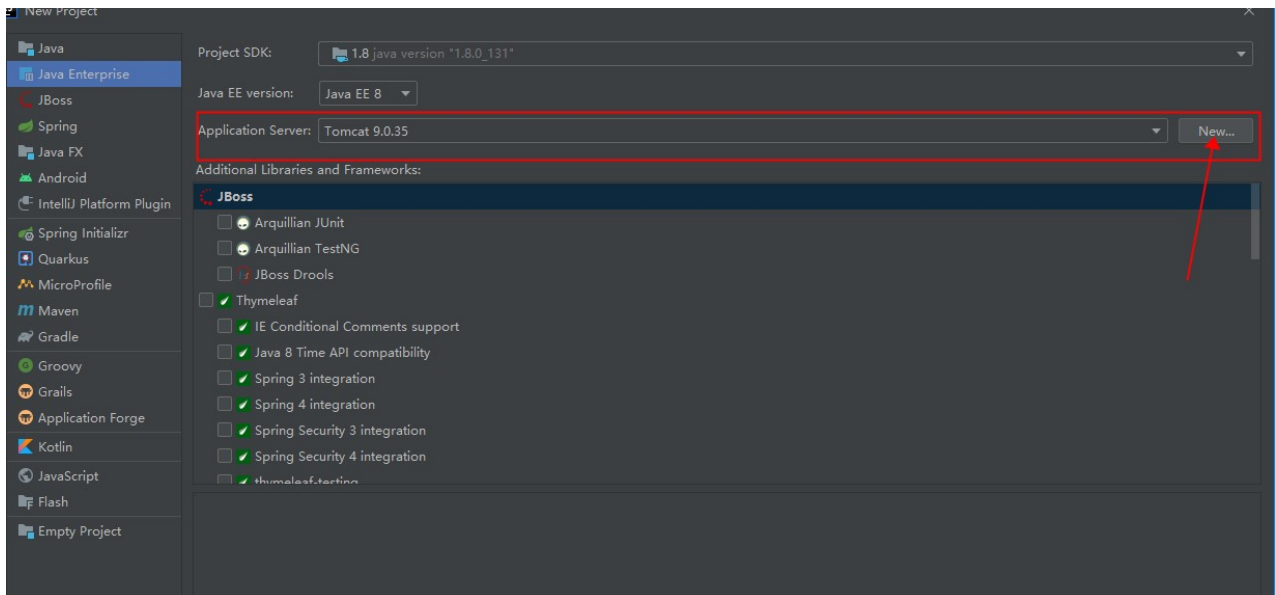 New Project
Java
Java Enterprise
JBoss
Spring
Java FX
Android
IntelliJ Platform Plugin
Spring Initializr
Quarkus
MicroProfile
Maven
Gradle
Groovy
Grails
Application Forge
Kotlin
JavaScript
Flash
Empty Project
Project SDK: 1.8 java version "1.8.0_131"
Java EE version: Java EE 8
Application Server: Tomcat 9.0.35 New...
Additional Libraries and Frameworks:
JBoss
Arquillian JUnit
Arquillian TestNG
JBoss Drools
Thymeleaf
IE Conditional Comments support
Java 8 Time API compatibility
Spring 3 integration
Spring 4 integration
Spring Security 3 integration
Spring Security 4 integration
thymeleaf-testing